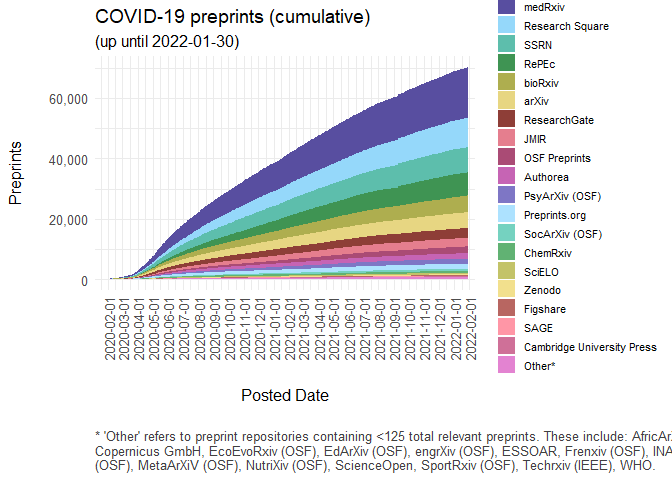 COVID-19 preprints (cumulative)
(up until 2022-01-30)
Preprints
60,000
40,000
20,000
0
2020-02-01
2020-03-01
2020-04-01
2020-05-01
2020-06-01
2020-07-01
2020-08-01
2020-09-01
2020-10-01
2020-11-01
2020-12-01
2021-01-01
2021-02-01
2021-03-01
2021-04-01
2021-05-01
2021-06-01
2021-07-01
2021-08-01
2021-09-01
2021-10-01
2021-11-01
2021-12-01
2022-01-01
2022-02-01
Posted Date
medRxiv
Research Square
SSRN
RePEc
bioRxiv
arXiv
ResearchGate
JMIR
OSF Preprints
Authorea
PsyArXiv (OSF)
Preprints.org
SocArXiv (OSF)
ChemRxiv
SciELO
Zenodo
Figshare
SAGE
Cambridge University Press
Other*
* 'Other' refers to preprint repositories containing <125 total relevant preprints. These include: AfricAr
Copernicus GmbH, EcoEvoRxiv (OSF), EdArXiv (OSF), engrXiv (OSF), ESSOAR, Frenxiv (OSF), INA
(OSF), MetaArXiV (OSF), NutriXiv (OSF), ScienceOpen, SportRxiv (OSF), Techrxiv (IEEE), WHO.